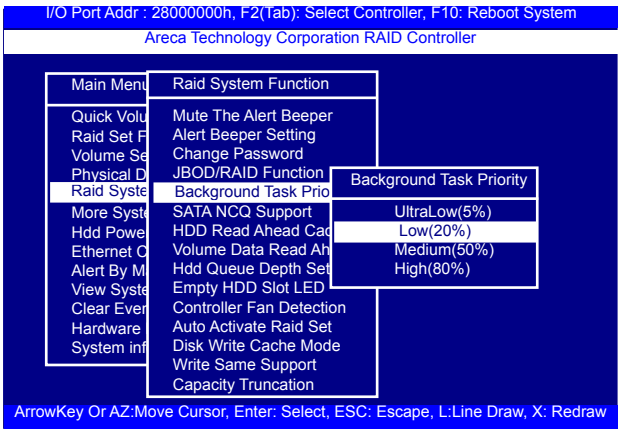 I/O Port Addr : 28000000h, F2(Tab): Select Controller, F10: Reboot System
Areca Technology Corporation RAID Controller
Main Menu
Quick Volu
Raid Set F
Volume Se
Physical D
Raid Syste
More Syste
Hdd Powe
Ethernet C
Alert By M
View Syste
Clear Even
Hardware
System inf
Raid System Function
Mute The Alert Beeper
Alert Beeper Setting
Change Password
JBOD/RAID Function
Background Task Prio
SATA NCQ Support
HDD Read Ahead Cac
Volume Data Read Ah
Hdd Queue Depth Set
Empty HDD Slot LED
Controller Fan Detection
Auto Activate Raid Set
Disk Write Cache Mode
Write Same Support
Capacity Truncation
Background Task Priority
UltraLow(5%)
Low(20%)
Medium(50%)
High(80%)
ArrowKey Or AZ:Move Cursor, Enter: Select, ESC: Escape, L:Line Draw, X: Redraw